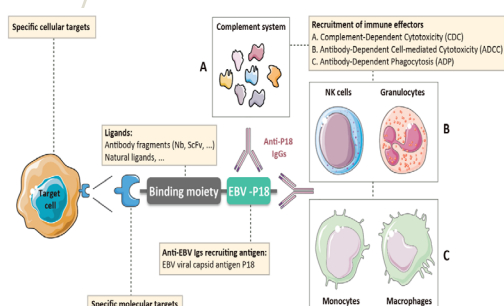 Specific cellular targets
Complement system
A
Recruitment of immune effectors
A. Complement-Dependent Cytotoxicity (CDC)
B. Antibody-Dependent Cell-mediated Cytotoxicity (ADCC)
C. Antibody-Dependent Phagocytosis (ADP)
NK cells
Granulocytes
B
Ligands:
Antibody fragments (Nb, ScFv, ...)
Natural ligands, ...
Anti-P18
IgGs
Target
cell
Binding moiety
EBV -P18
Anti-EBV Igs recruiting antigen:
EBV viral capsid antigen P18
C
Monocytes
Macrophages
Specific molecular targets